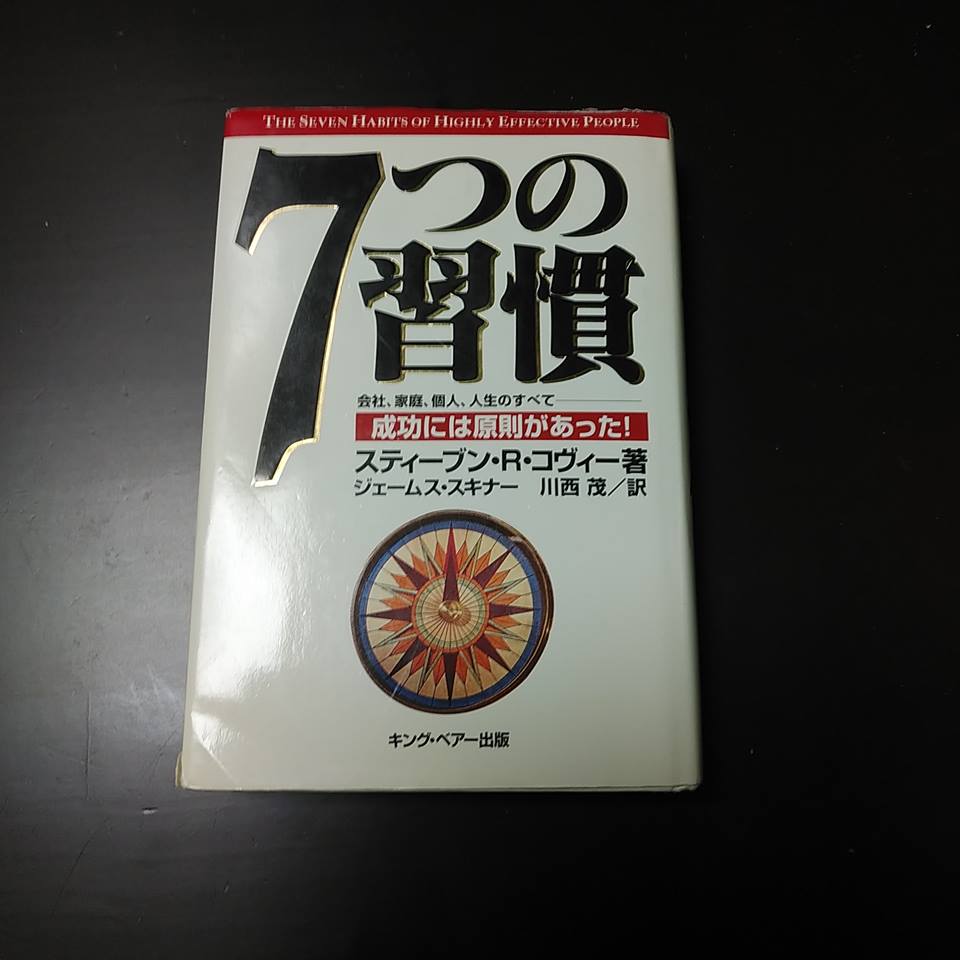 THE SEVEN HABITS OF HIGHLY EFFECTIVE PEOPLE
7つの
習慣
会社、家庭、個人、人生のすべて
成功には原則があった!
スティーブン・R・コヴィー著
ジェームス・スキナー 川西 茂/訳
キング・ベアー出版